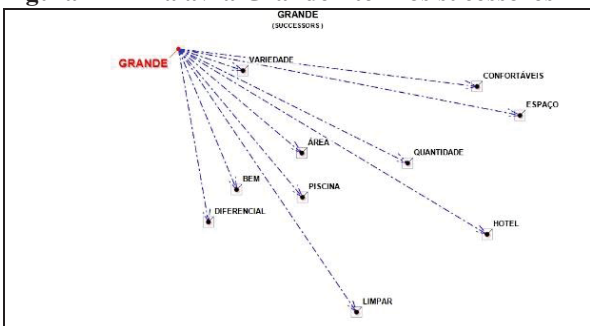 GRANDE
(SUCCESSORS)
GRANDE
VARIEDADE
CONFORTÁVEIS
ESPAÇO
ÁREA
QUANTIDADE
BEM
PISCINA
DIFERENCIAL
HOTEL
LIMPAR